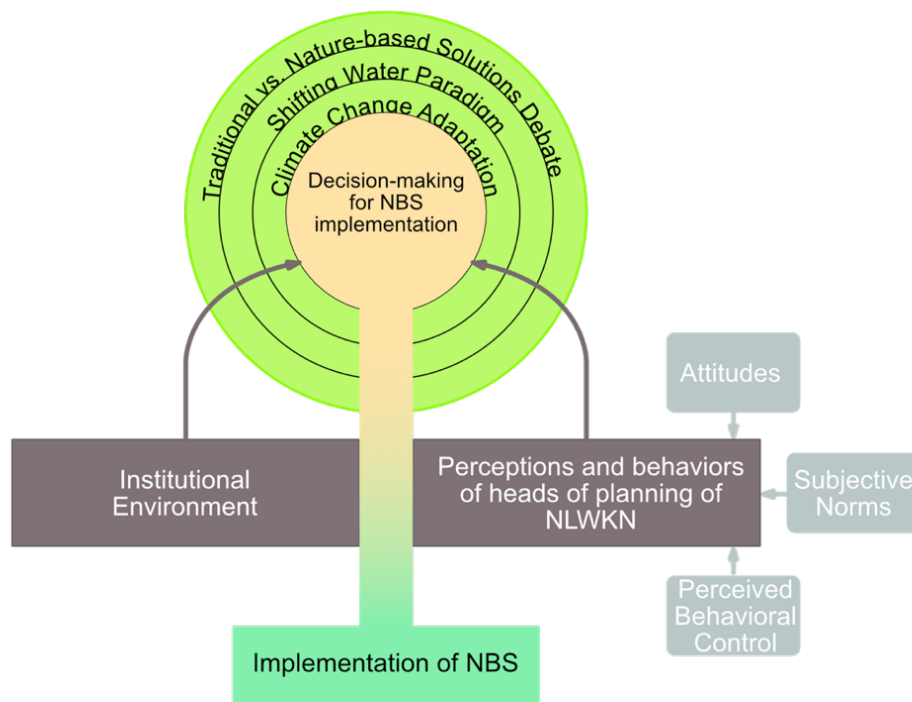 Traditional vs. Nature-based Solutions Debate
Shifting Water Paradigm
Climate Change Adaptation
Decision-making
for NBS
implementation
Attitudes
Institutional
Environment
Perceptions and behaviors
of heads of planning of
NLWKN
Subjective
Norms
Perceived
Behavioral
Control
Implementation of NBS